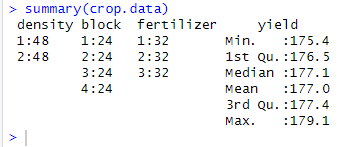 > summary(crop.data)
density block fertilizer yield
1:48 1:24 1:32 Min. :175.4
2:48 2:24 2:32 1st Qu.:176.5
3:24 3:32 Median :177.1
4:24 Mean :177.0
3rd Qu.:177.4
Max. :179.1
>